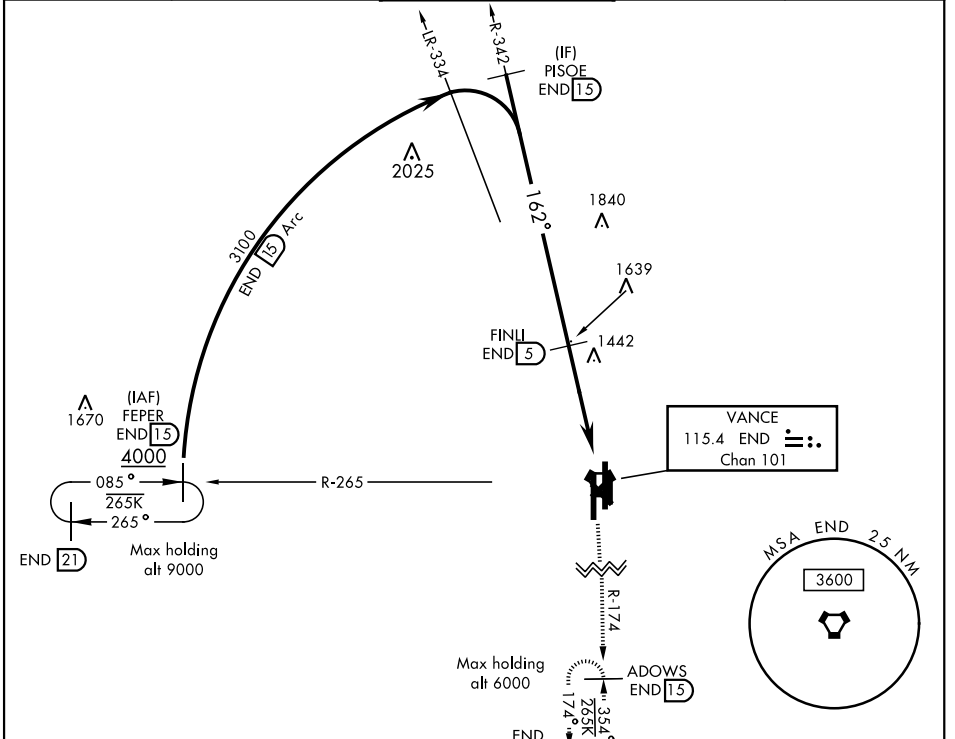 LR-334
R-342
(IF)
PISOE
END 15
2025
162°
1840
3100
END 15 Arc
1639
FINLI
END 5
1442
1670
(IAF)
FEPER
END 15
4000
085°
265K
265°
R-265
END 21
Max holding
alt 9000
VANCE
115.4 END
Chan 101
MSA END 25 NM
3600
R-174
Max holding
alt 6000
ADOWS
END 15
174°
265K
354°
END